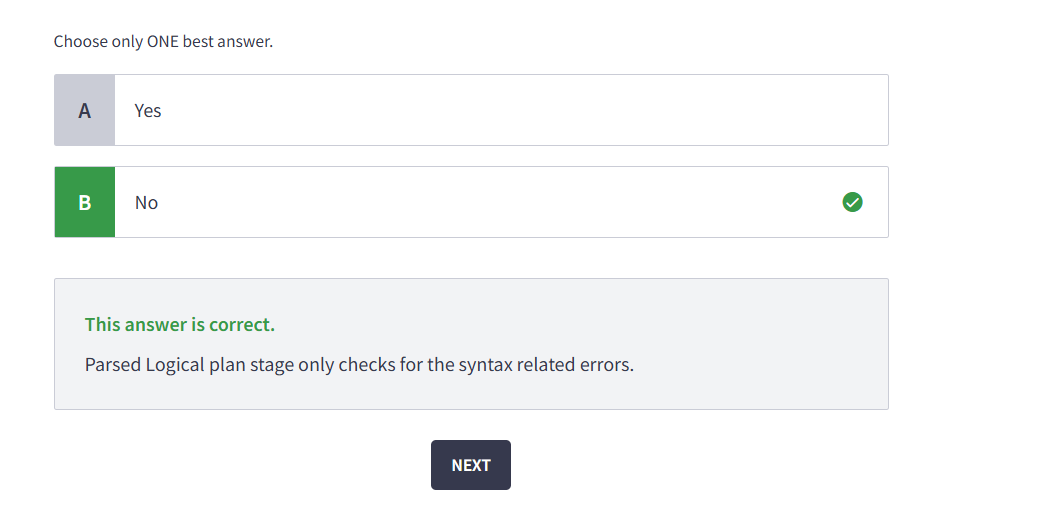 Choose only ONE best answer.
A
Yes
B
No
This answer is correct.
Parsed Logical plan stage only checks for the syntax related errors.
NEXT